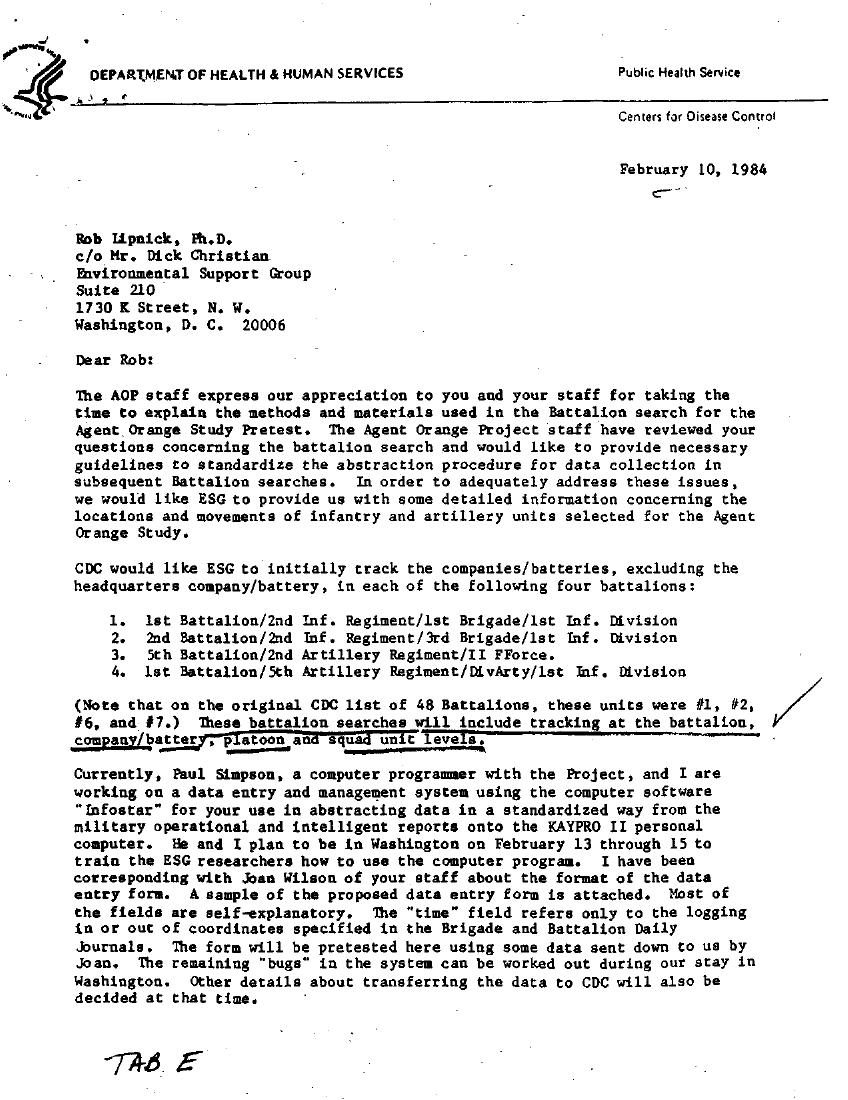 DEPARTMENT OF HEALTH & HUMAN SERVICES
Public Health Service
Centers for Disease Control
February 10, 1984
Rob Lipnick, Ph.D.
c/o Mr. Dick Christian
Environmental Support Group
Suite 210
1730 K Street, N. W.
Washington, D. C. 20006
Dear Rob:
The AOP staff express our appreciation to you and your staff for taking the
time to explain the methods and materials used in the Battalion search for the
Agent Orange Study Pretest. The Agent Orange Project staff have reviewed your
questions concerning the battalion search and would like to provide necessary
guidelines to standardize the abstraction procedure for data collection in
subsequent Battalion searches. In order to adequately address these issues,
we would like ESG to provide us with some detailed information concerning the
locations and movements of infantry and artillery units selected for the Agent
Orange Study.
CDC would like ESG to initially track the companies/batteries, excluding the
headquarters company/battery, in each of the following four battalions:
1. 1st Battalion/2nd Inf. Regiment/1st Brigade/1st Inf. Division
2. 2nd Battalion/2nd Inf. Regiment/3rd Brigade/1st Inf. Division
3. 5th Battalion/2nd Artillery Regiment/II FForce.
4. 1st Battalion/5th Artillery Regiment/DivArty/1st Inf. Division
(Note that on the original CDC list of 48 Battalions, these units were #1, #2,
#6, and #7.) These battalion searches will include tracking at the battalion,
company/battery, platoon and squad unit levels.
Currently, Paul Simpson, a computer programmer with the Project, and I are
working on a data entry and management system using the computer software
"Infostar" for your use in abstracting data in a standardized way from the
military operational and intelligent reports onto the KAYPRO II personal
computer. He and I plan to be in Washington on February 13 through 15 to
train the ESG researchers how to use the computer program. I have been
corresponding with Joan Wilson of your staff about the format of the data
entry form. A sample of the proposed data entry form is attached. Most of
the fields are self-explanatory. The "time" field refers only to the logging
in or out of coordinates specified in the Brigade and Battalion Daily
Journals. The form will be pretested here using some data sent down to us by
Joan. The remaining "bugs" in the system can be worked out during our stay in
Washington. Other details about transferring the data to CDC will also be
decided at that time.
TAB E